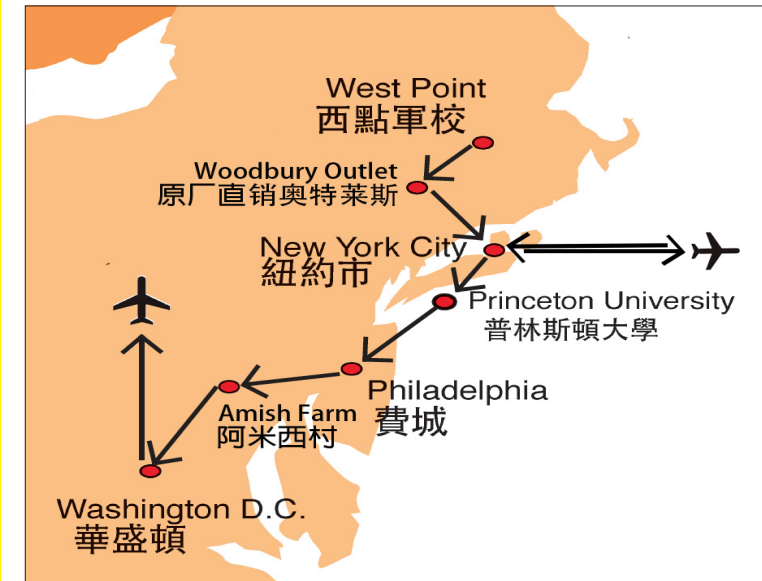 West Point
西點軍校
Woodbury Outlet
原厂直销奥特莱斯
New York City
紐約市
Princeton University
普林斯頓大學
Philadelphia
費城
Amish Farm
阿米西村
Washington D.C.
華盛頓